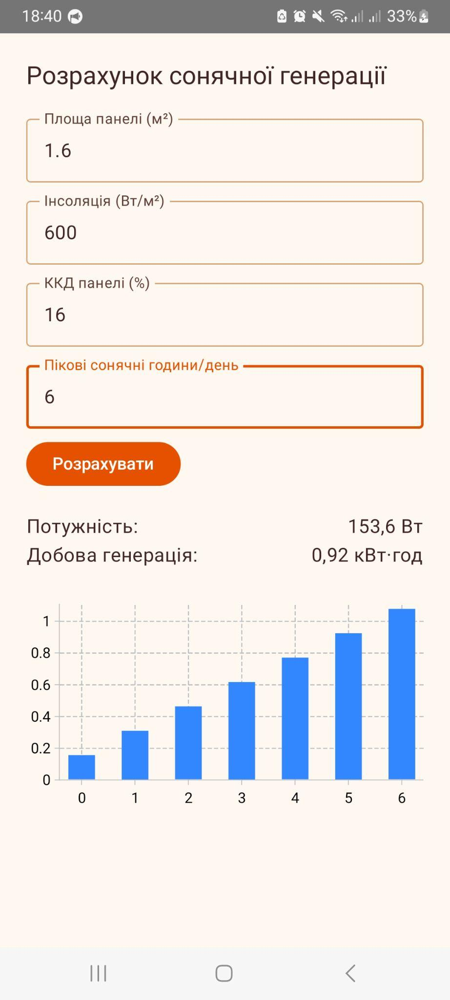 18:40 33%
Розрахунок сонячної генерації
Площа панелі (м²)
1.6
Інсоляція (Вт/м²)
600
ККД панелі (%)
16
Пікові сонячні години/день
6
Розрахувати
Потужність: 153,6 Вт
Добова генерація: 0,92 кВт·год
1
0.8
0.6
0.4
0.2
0
0 1 2 3 4 5 6